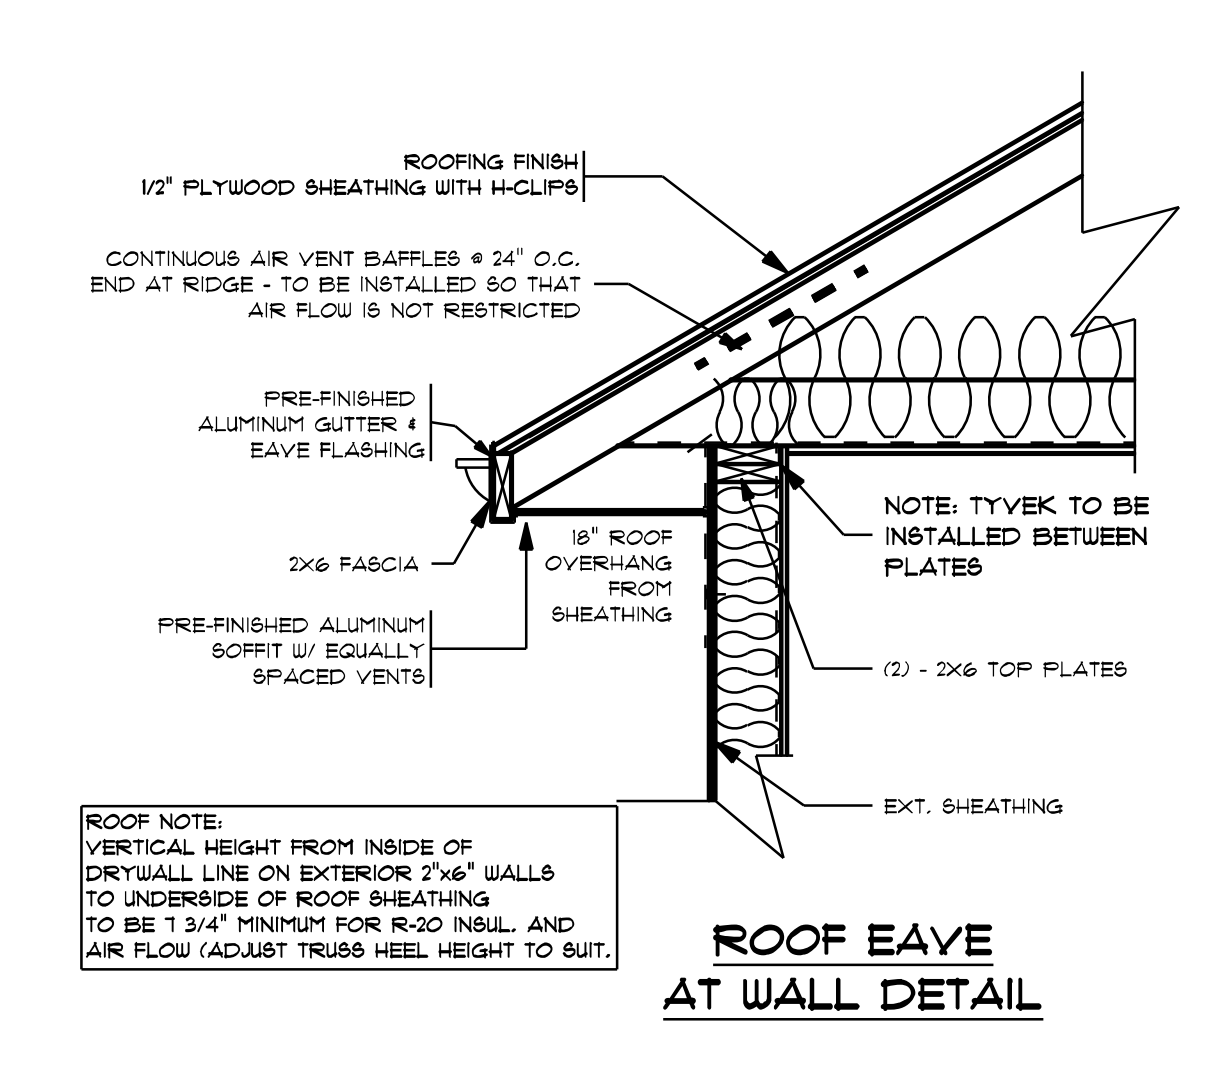 ROOFING FINISH
1/2" PLYWOOD SHEATHING WITH H-CLIPS
CONTINUOUS AIR VENT BAFFLES @ 24" O.C.
END AT RIDGE - TO BE INSTALLED SO THAT
AIR FLOW IS NOT RESTRICTED
PRE-FINISHED
ALUMINUM GUTTER &
EAVE FLASHING
2X6 FASCIA
18" ROOF
OVERHANG
FROM
SHEATHING
PRE-FINISHED ALUMINUM
SOFFIT W/ EQUALLY
SPACED VENTS
NOTE: TYVEK TO BE
INSTALLED BETWEEN
PLATES
(2) - 2X6 TOP PLATES
EXT. SHEATHING
ROOF NOTE:
VERTICAL HEIGHT FROM INSIDE OF
DRYWALL LINE ON EXTERIOR 2"x6" WALLS
TO UNDERSIDE OF ROOF SHEATHING
TO BE 7 3/4" MINIMUM FOR R-20 INSUL. AND
AIR FLOW (ADJUST TRUSS HEEL HEIGHT TO SUIT.
ROOF EAVE
AT WALL DETAIL